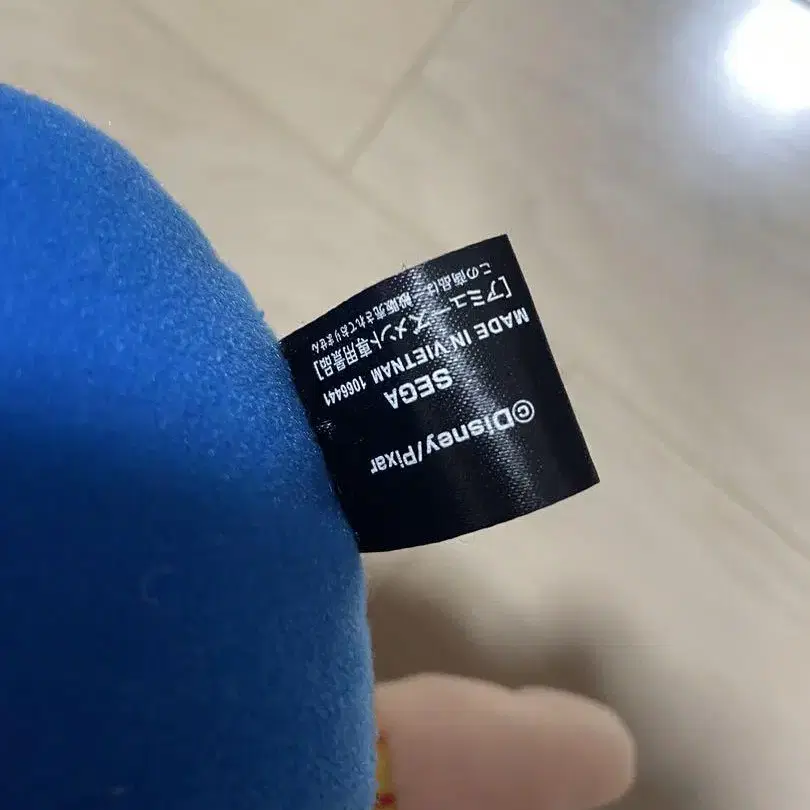 ©Disney/Pixar
SEGA
MADE IN VIETNAM 1066441
[アミューズメント専用景品]
この商品は一般販売されておりません